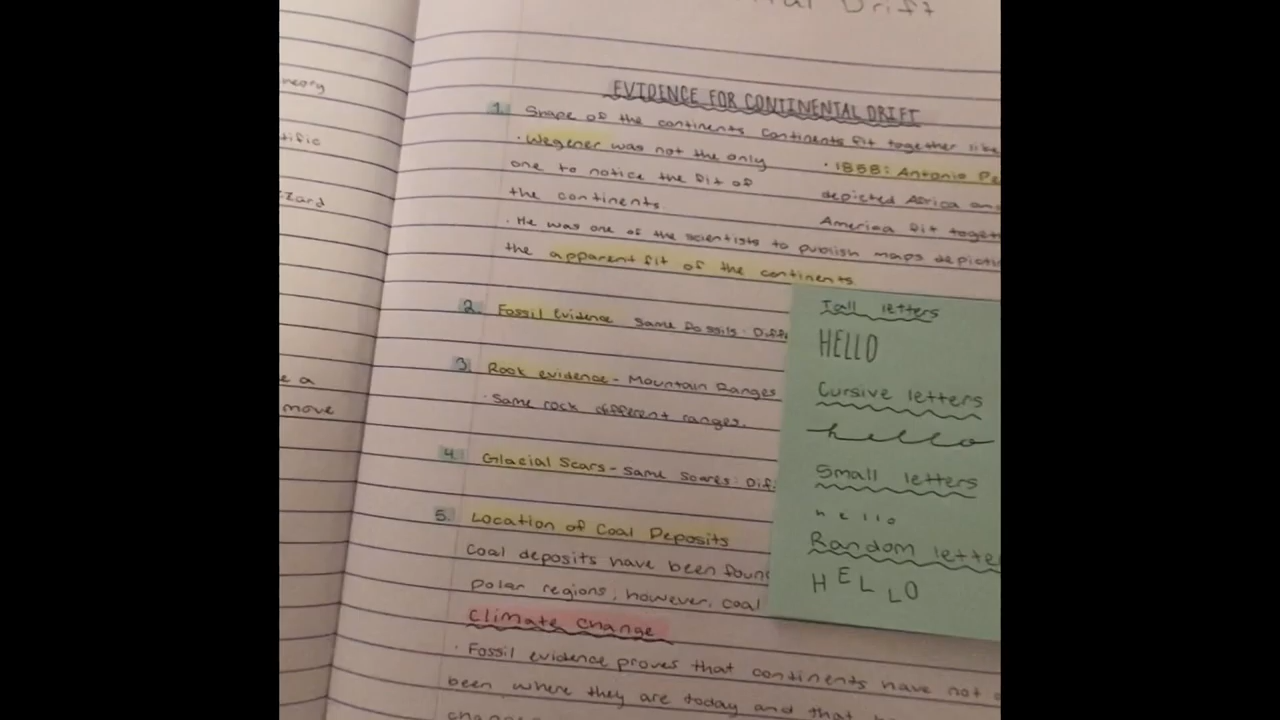 Drift
EVIDENCE FOR CONTINENTAL DRIFT
1. Shape of the continents continents fit together
• Wegener was not the only
one to notice the fit of
the continents.
• 1858: Antonio
depicted Africa
America fit
• He was one of the scientists to publish maps
the apparent fit of the continents
2. Fossil evidence same fossils
3. Rock evidence - Mountain Ranges
• Same rock different ranges.
4. Glacial Scars - same Scares:
5. Location of Coal Deposits
Coal deposits have been
polar regions, however, coal
climate change
• Fossil evidence proves that continents have not
been where they are today and that
Tall letters
HELLO
Cursive letters
hello
Small letters
hello
Random
HELLO
e a
move